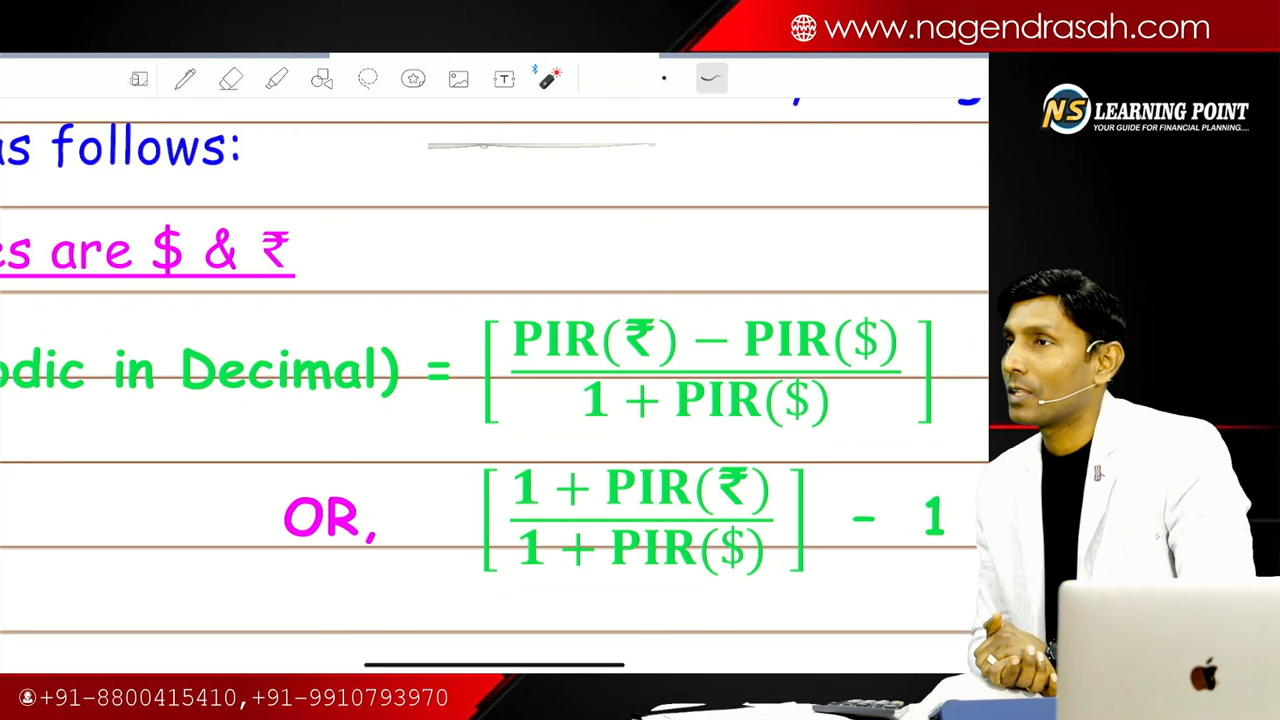 www.nagendrasah.com
NS LEARNING POINT
YOUR GUIDE FOR FINANCIAL PLANNING....
T
as follows:
es are $ & ₹
odic in Decimal) = [ PIR(₹) − PIR($) / 1 + PIR($) ]
OR, [ 1 + PIR(₹) / 1 + PIR($) ] - 1
+91-8800415410,+91-9910793970